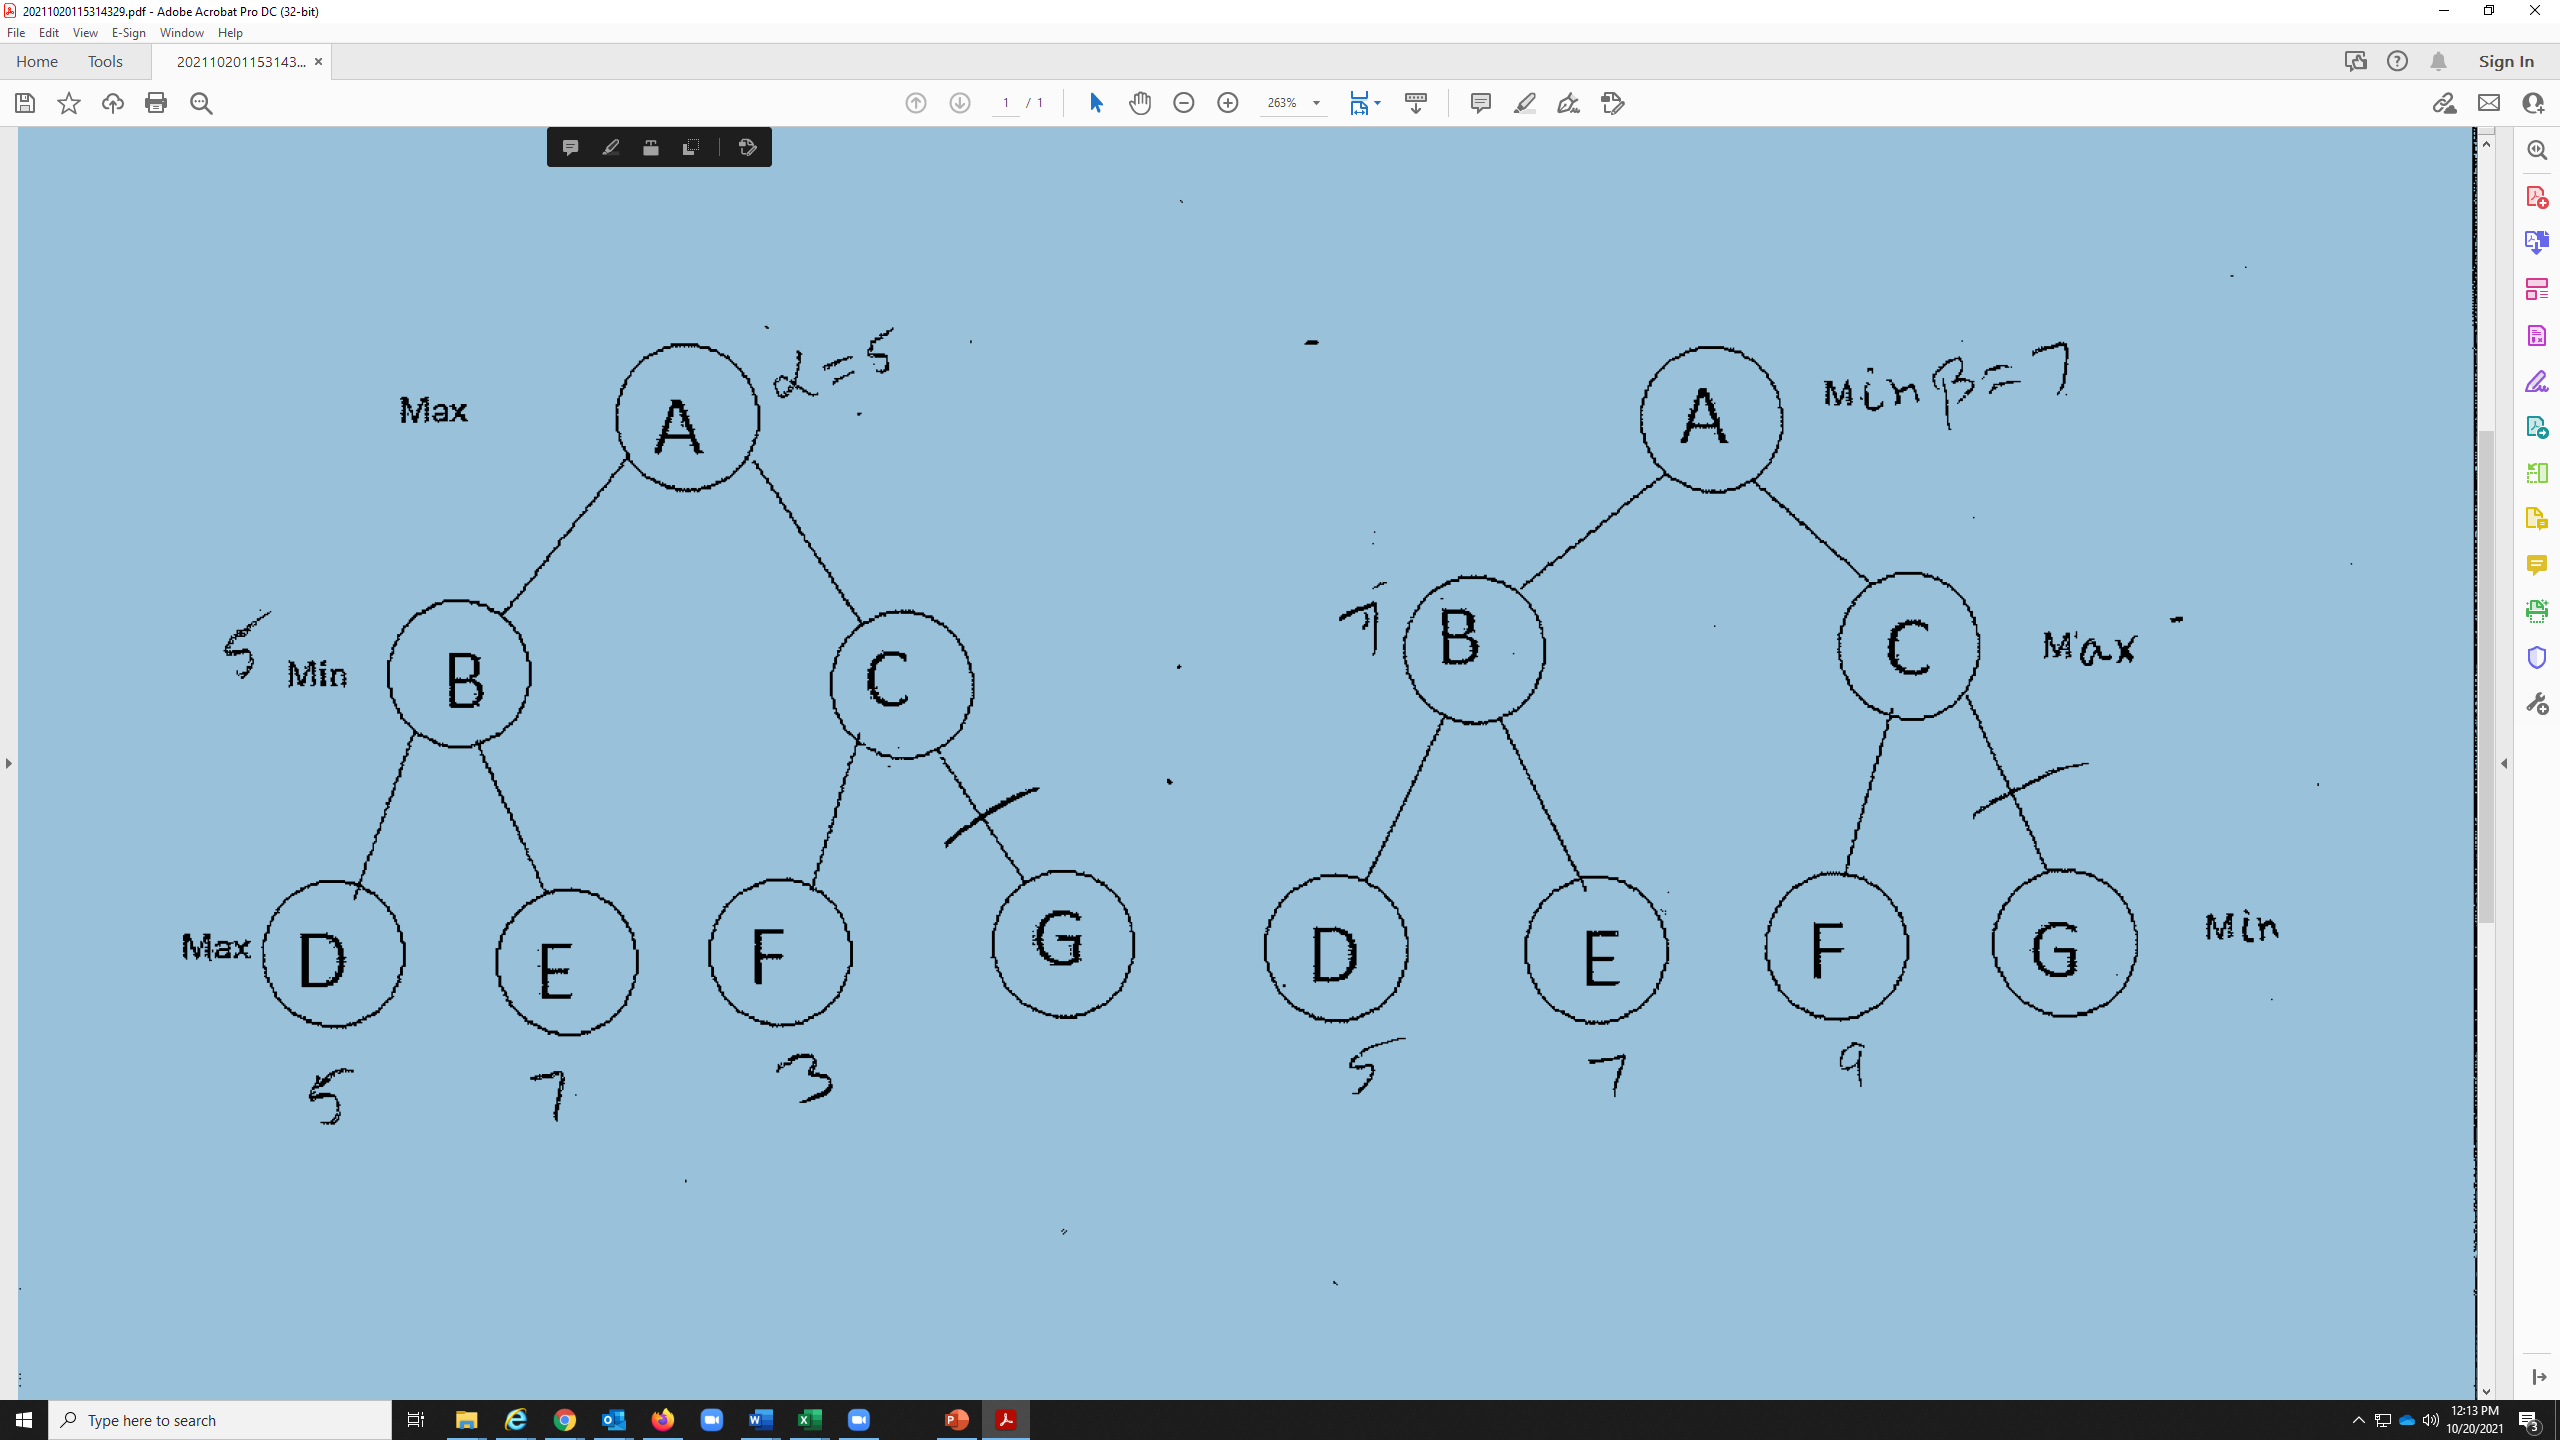 20211020115314329.pdf - Adobe Acrobat Pro DC (32-bit)
File Edit View E-Sign Window Help
Home Tools 202110201153143... × Sign In
1 / 1 263%
Max A α=5
A Min β=7
5 Min B C
7 B C Max
Max D E F G
D E F G Min
5 7 3
5 7 9
Type here to search
12:13 PM
10/20/2021
3